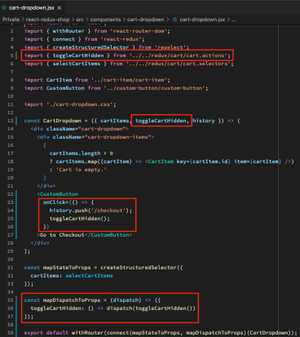 cart-dropdown.jsx
Private > react-redux-shop > src > components > cart-dropdown > cart-dropdown.jsx > ...
import { withRouter } from 'react-router-dom';
import { connect } from 'react-redux';
import { createStructuredSelector } from 'reselect';
import { toggleCartHidden } from '../../redux/cart/cart.actions';
import { selectCartItems } from '../../redux/cart/cart.selectors';
import CartItem from '../cart-item/cart-item';
import CustomButton from '../custom-button/custom-button';
import './cart-dropdown.css';
const CartDropdown = ({ cartItems, toggleCartHidden, history }) => (
<div className="cart-dropdown">
<div className="cart-dropdown-items">
{
cartItems.length > 0
? cartItems.map((cartItem) => <CartItem key={cartItem.id} item={cartItem} />)
: 'Cart is empty.'
}
</div>
<CustomButton
onClick={() => {
history.push('/checkout');
toggleCartHidden();
}}
>Go to Checkout</CustomButton>
</div>
);
const mapStateToProps = createStructuredSelector({
cartItems: selectCartItems
});
const mapDispatchToProps = (dispatch) => ({
toggleCartHidden: () => dispatch(toggleCartHidden())
});
export default withRouter(connect(mapStateToProps, mapDispatchToProps)(CartDropdown));